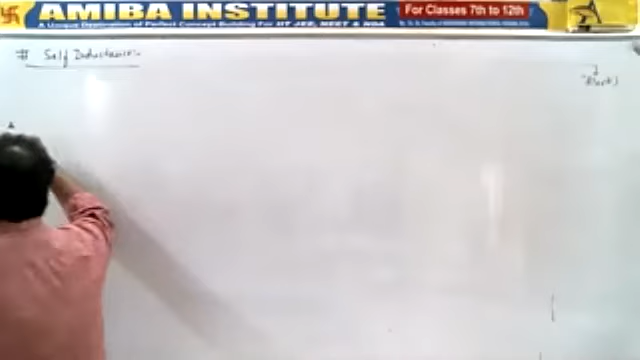 AMIBA INSTITUTE
For Classes 7th to 12th
A Unique Destination of Perfect Concept Building For IIT JEE, NEET & NDA
# Self Inductance:-